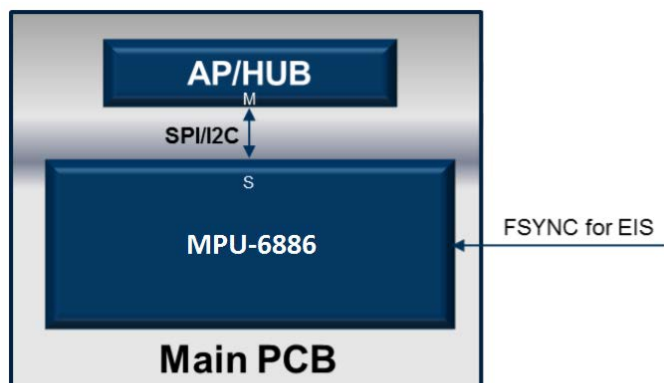 AP/HUB
M
SPI/I2C
S
MPU-6886
FSYNC for EIS
Main PCB